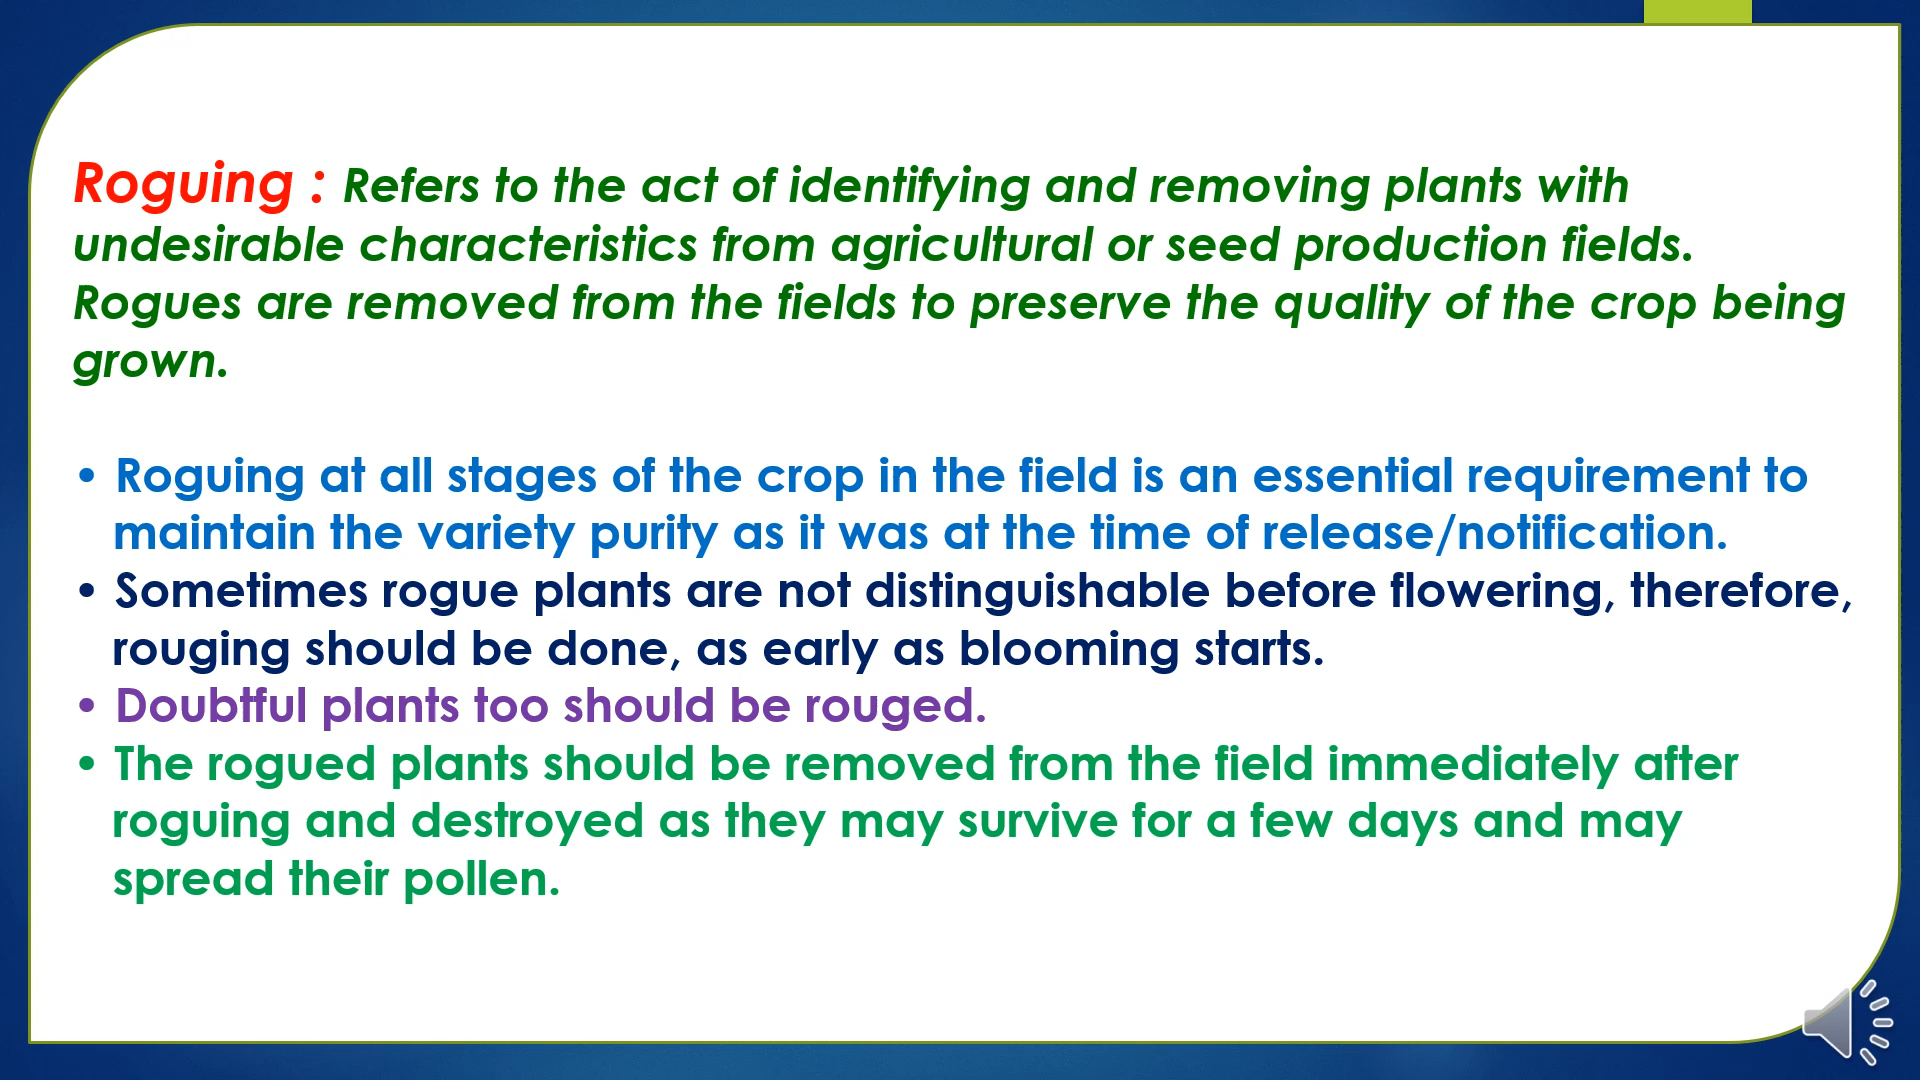 Roguing : Refers to the act of identifying and removing plants with
undesirable characteristics from agricultural or seed production fields.
Rogues are removed from the fields to preserve the quality of the crop being
grown.
• Roguing at all stages of the crop in the field is an essential requirement to
maintain the variety purity as it was at the time of release/notification.
• Sometimes rogue plants are not distinguishable before flowering, therefore,
rouging should be done, as early as blooming starts.
• Doubtful plants too should be rouged.
• The rogued plants should be removed from the field immediately after
roguing and destroyed as they may survive for a few days and may
spread their pollen.